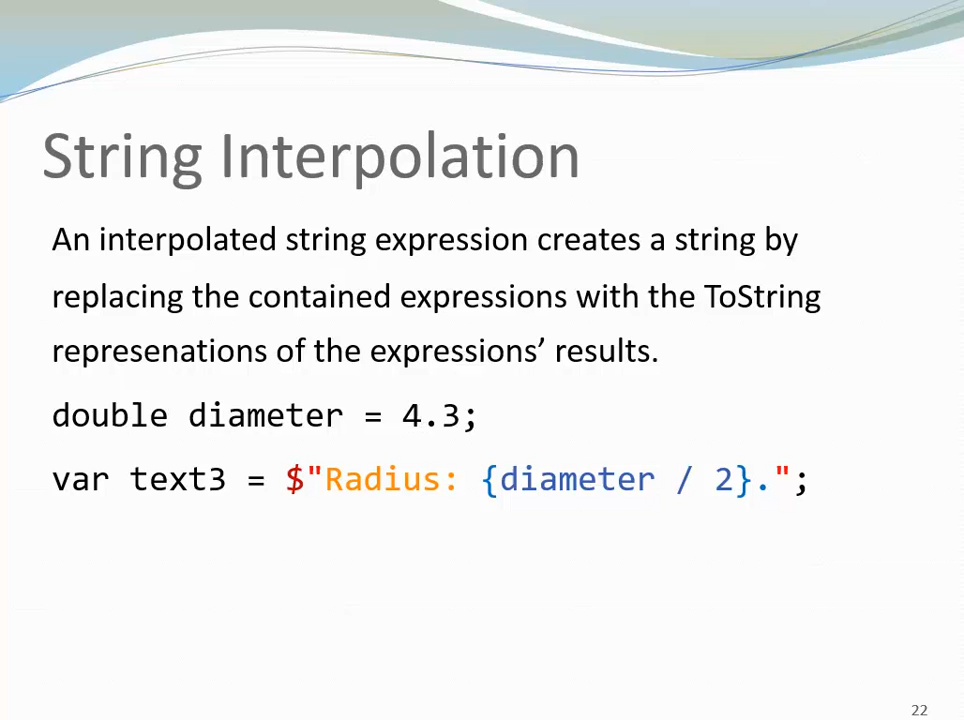 String Interpolation
An interpolated string expression creates a string by
replacing the contained expressions with the ToString
represenations of the expressions’ results.
double diameter = 4.3;
var text3 = $"Radius: {diameter / 2}.";
22